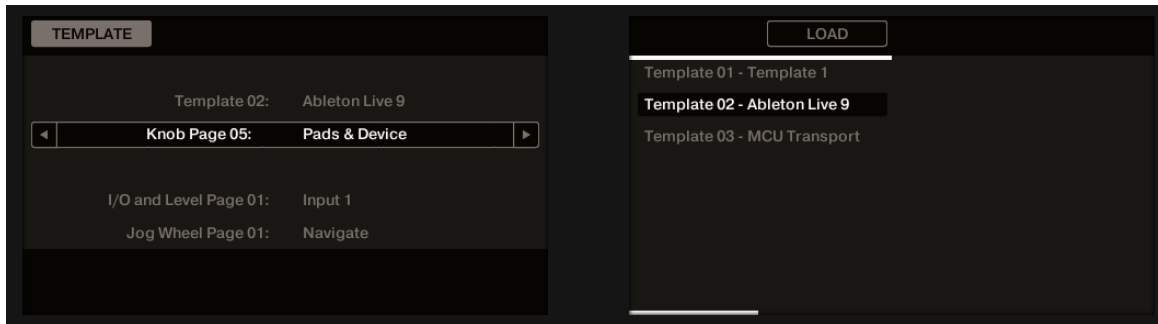 TEMPLATE
Template 02: Ableton Live 9
Knob Page 05: Pads & Device
I/O and Level Page 01: Input 1
Jog Wheel Page 01: Navigate
LOAD
Template 01 - Template 1
Template 02 - Ableton Live 9
Template 03 - MCU Transport